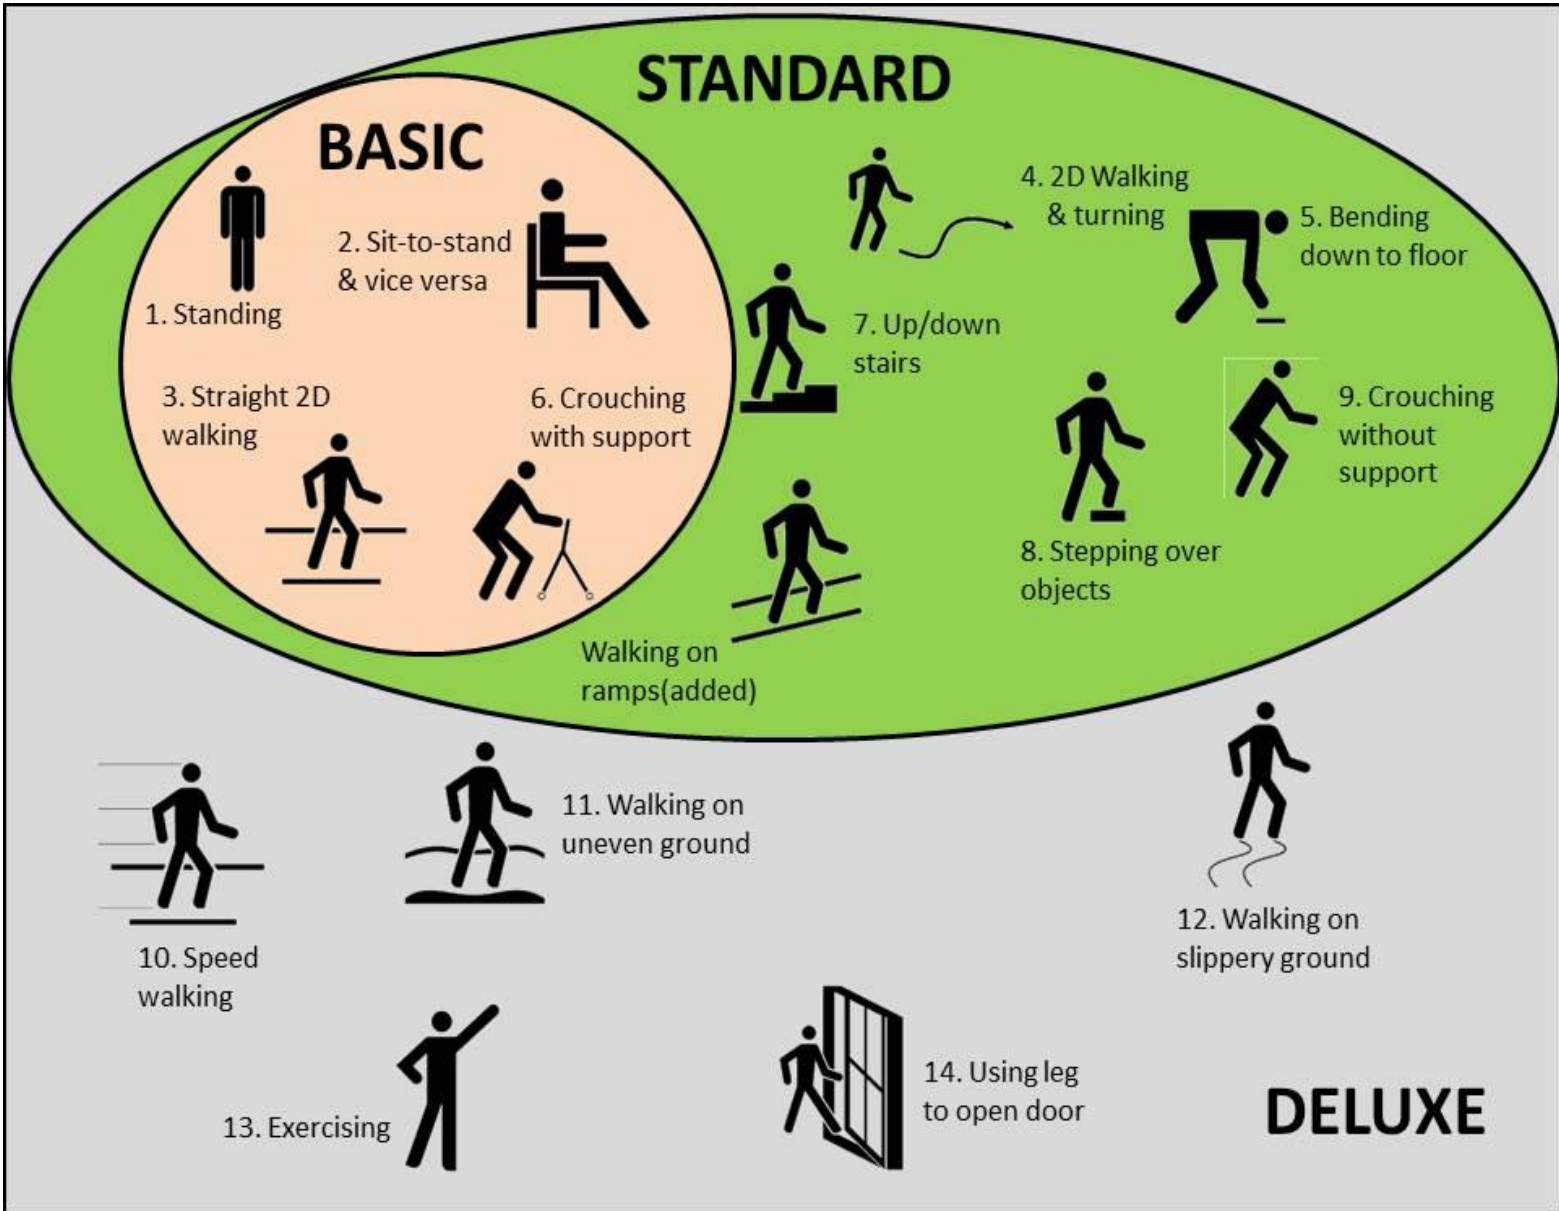 STANDARD
BASIC
1. Standing
2. Sit-to-stand
& vice versa
3. Straight 2D
walking
6. Crouching
with support
4. 2D Walking
& turning
5. Bending
down to floor
7. Up/down
stairs
9. Crouching
without
support
8. Stepping over
objects
Walking on
ramps(added)
10. Speed
walking
11. Walking on
uneven ground
12. Walking on
slippery ground
13. Exercising
14. Using leg
to open door
DELUXE